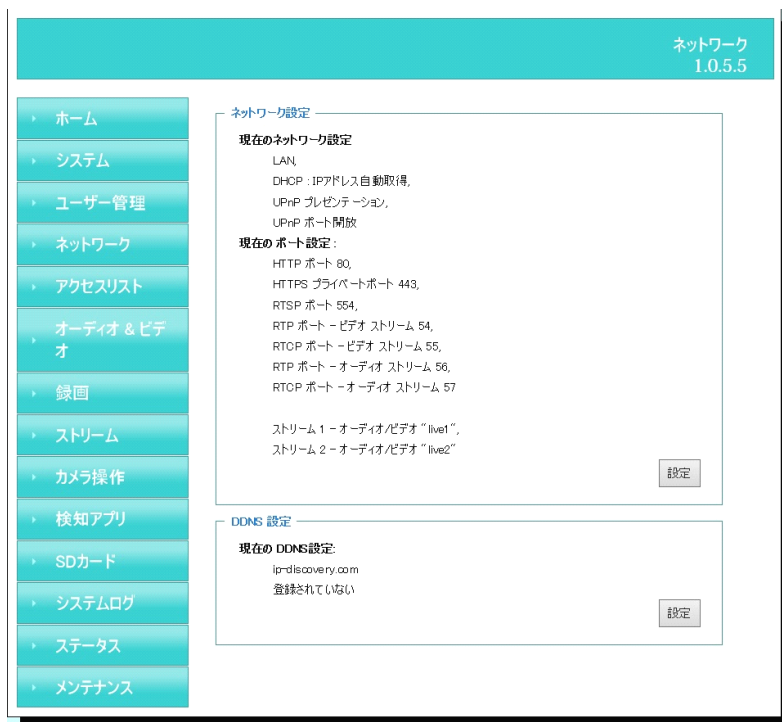 ネットワーク
1.0.5.5
ホーム
システム
ユーザー管理
ネットワーク
アクセスリスト
オーディオ & ビデ
オ
録画
ストリーム
カメラ操作
検知アプリ
SDカード
システムログ
ステータス
メンテナンス
ネットワーク設定
現在のネットワーク設定
LAN,
DHCP : IPアドレス自動取得,
UPnP プレゼンテーション,
UPnP ポート開放
現在の ポート設定 :
HTTP ポート 80,
HTTPS プライベートポート 443,
RTSP ポート 554,
RTP ポート - ビデオ ストリーム 54,
RTCP ポート - ビデオ ストリーム 55,
RTP ポート - オーディオ ストリーム 56,
RTCP ポート - オーディオ ストリーム 57
ストリーム 1 - オーディオ/ビデオ "live1",
ストリーム 2 - オーディオ/ビデオ "live2"
設定
DDNS 設定
現在の DDNS設定:
ip-discovery.com
登録されていない
設定